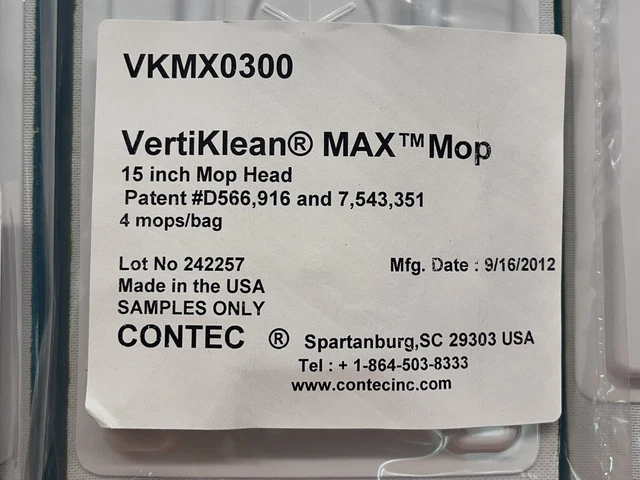 VKMX0300
VertiKlean® MAX™Mop
15 inch Mop Head
Patent #D566,916 and 7,543,351
4 mops/bag
Lot No 242257 Mfg. Date : 9/16/2012
Made in the USA
SAMPLES ONLY
CONTEC ® Spartanburg,SC 29303 USA
Tel : + 1-864-503-8333
www.contecinc.com